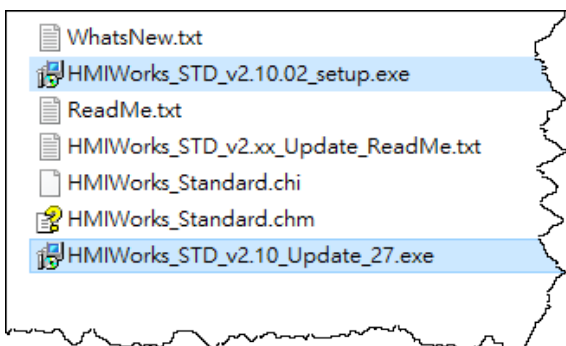 WhatsNew.txt
HMIWorks_STD_v2.10.02_setup.exe
ReadMe.txt
HMIWorks_STD_v2.xx_Update_ReadMe.txt
HMIWorks_Standard.chi
HMIWorks_Standard.chm
HMIWorks_STD_v2.10_Update_27.exe